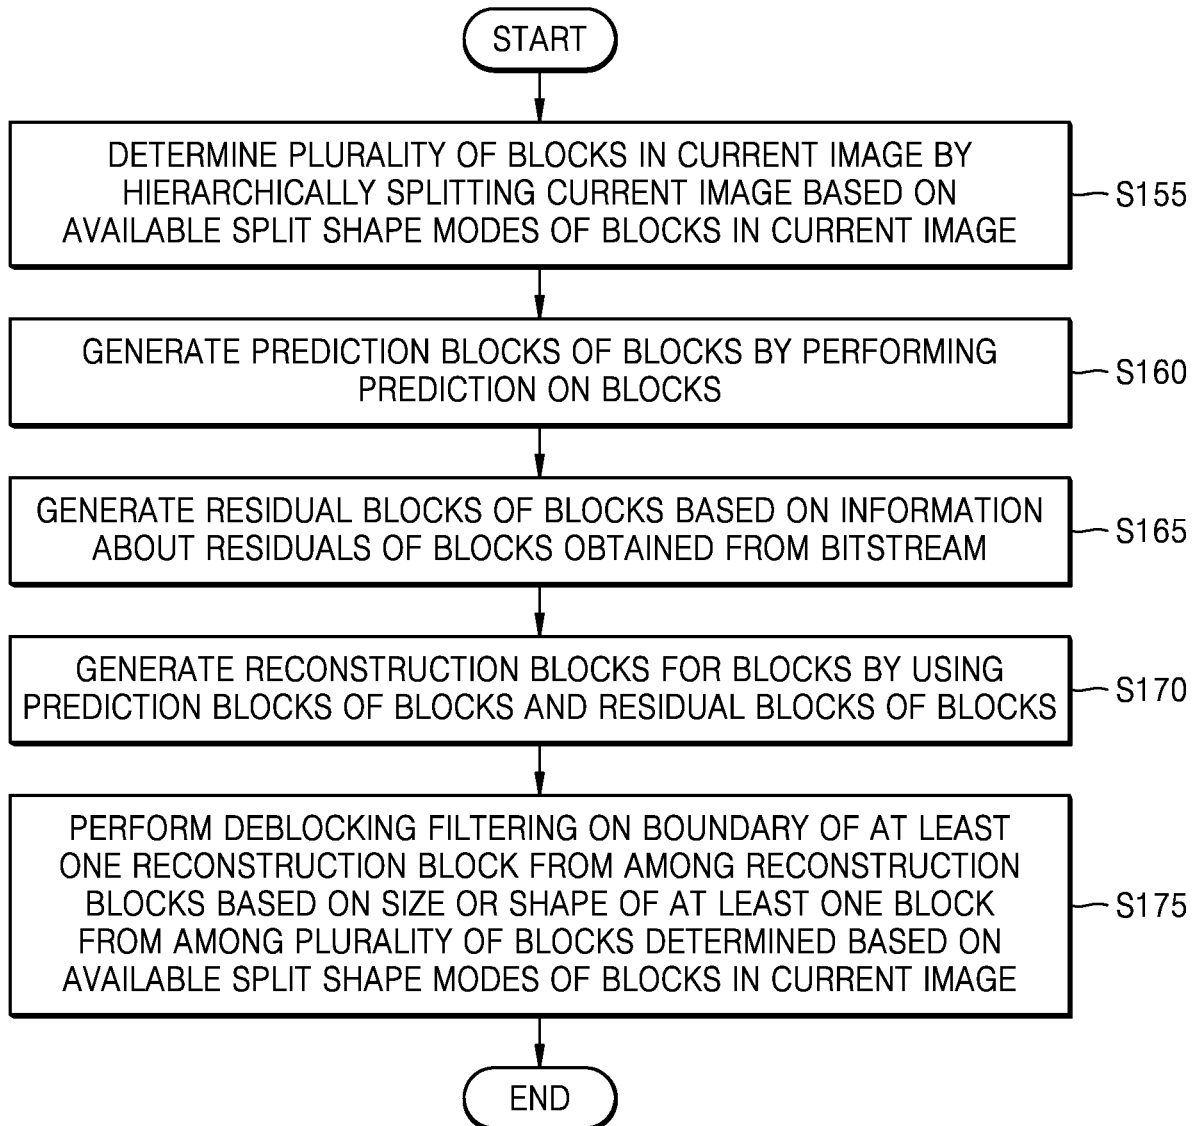 START
DETERMINE PLURALITY OF BLOCKS IN CURRENT IMAGE BY
HIERARCHICALLY SPLITTING CURRENT IMAGE BASED ON
AVAILABLE SPLIT SHAPE MODES OF BLOCKS IN CURRENT IMAGE
S155
GENERATE PREDICTION BLOCKS OF BLOCKS BY PERFORMING
PREDICTION ON BLOCKS
S160
GENERATE RESIDUAL BLOCKS OF BLOCKS BASED ON INFORMATION
ABOUT RESIDUALS OF BLOCKS OBTAINED FROM BITSTREAM
S165
GENERATE RECONSTRUCTION BLOCKS FOR BLOCKS BY USING
PREDICTION BLOCKS OF BLOCKS AND RESIDUAL BLOCKS OF BLOCKS
S170
PERFORM DEBLOCKING FILTERING ON BOUNDARY OF AT LEAST
ONE RECONSTRUCTION BLOCK FROM AMONG RECONSTRUCTION
BLOCKS BASED ON SIZE OR SHAPE OF AT LEAST ONE BLOCK
FROM AMONG PLURALITY OF BLOCKS DETERMINED BASED ON
AVAILABLE SPLIT SHAPE MODES OF BLOCKS IN CURRENT IMAGE
S175
END